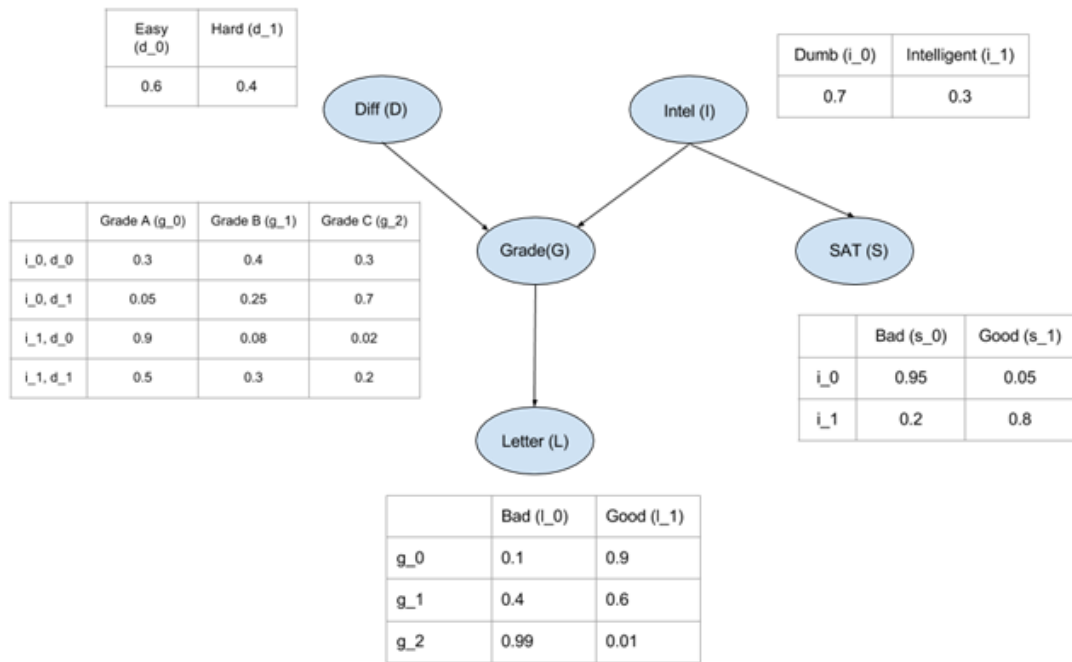 Easy (d_0) Hard (d_1)
0.6 0.4
Dumb (i_0) Intelligent (i_1)
0.7 0.3
Diff (D)
Intel (I)
Grade A (g_0) Grade B (g_1) Grade C (g_2)
i_0, d_0 0.3 0.4 0.3
i_0, d_1 0.05 0.25 0.7
i_1, d_0 0.9 0.08 0.02
i_1, d_1 0.5 0.3 0.2
Grade(G)
SAT (S)
Bad (s_0) Good (s_1)
i_0 0.95 0.05
i_1 0.2 0.8
Letter (L)
Bad (l_0) Good (l_1)
g_0 0.1 0.9
g_1 0.4 0.6
g_2 0.99 0.01